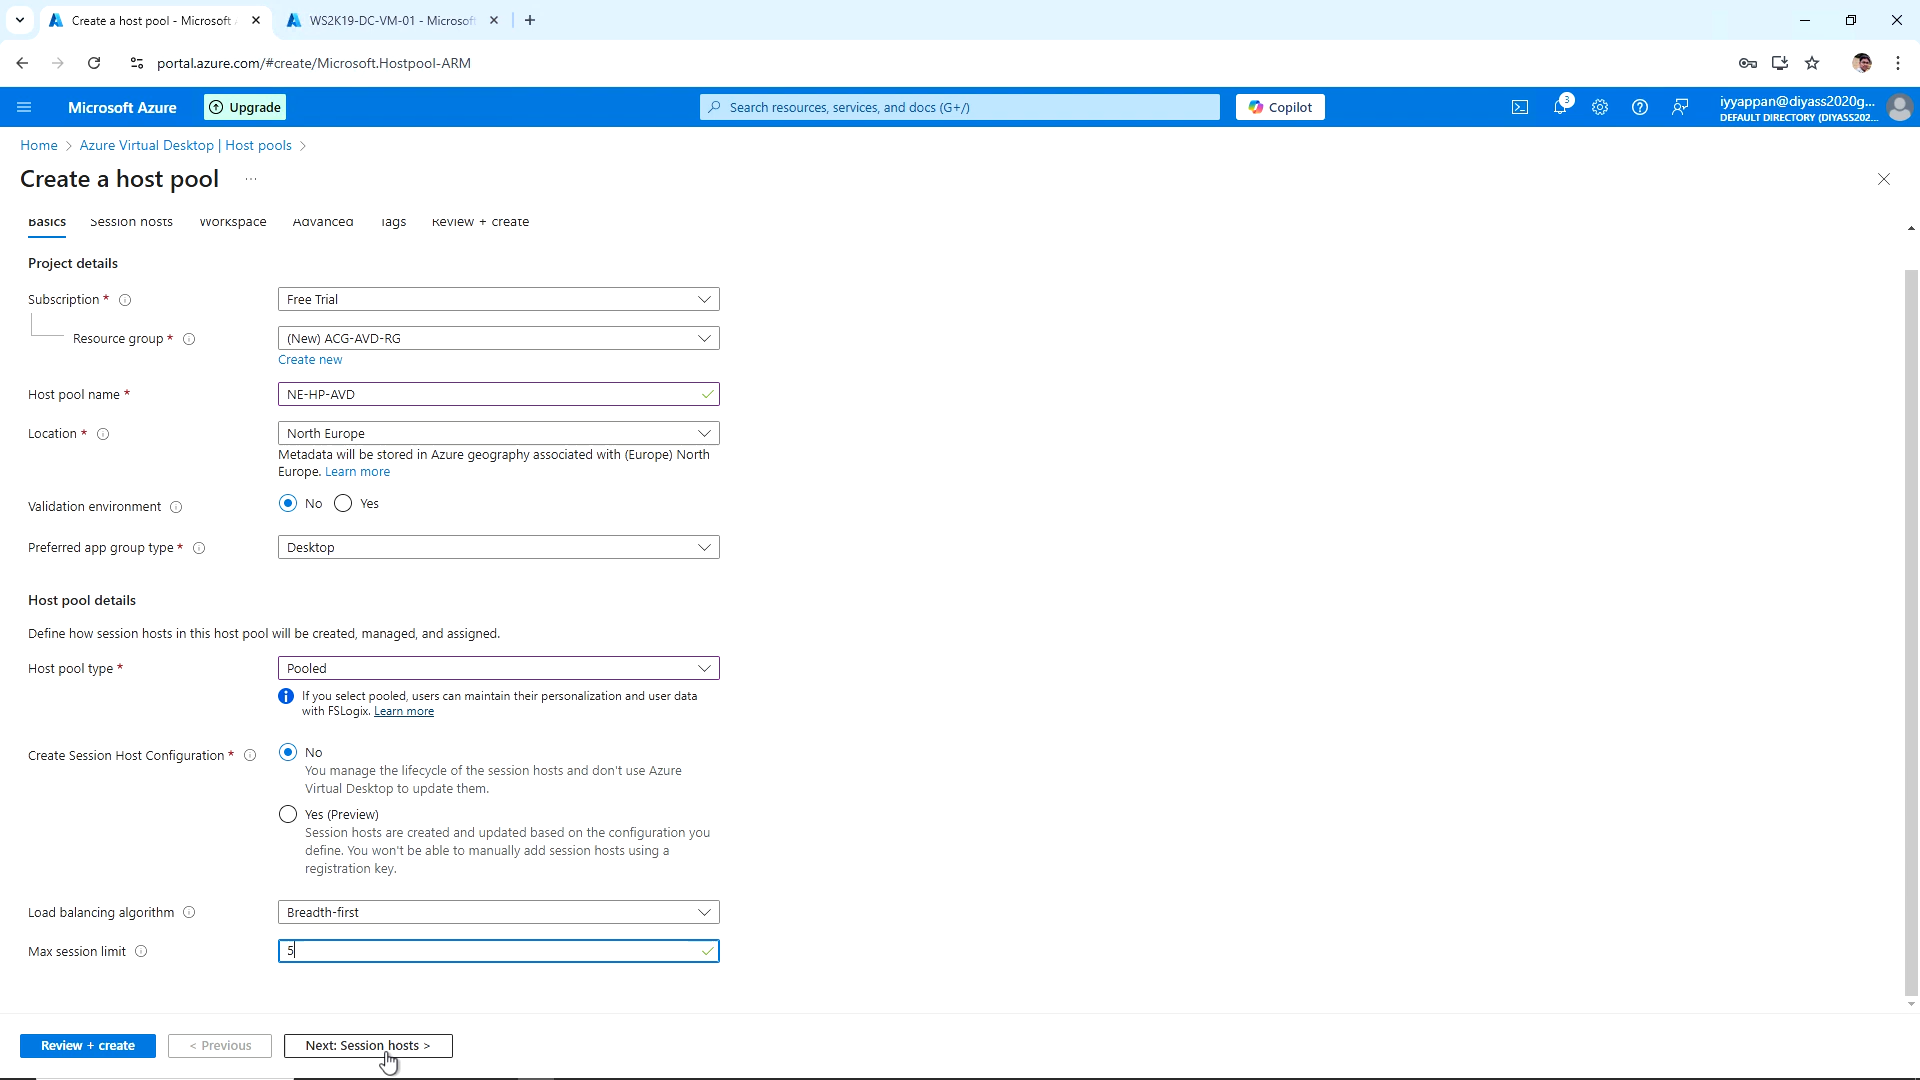 Create a host pool - Microsoft
WS2K19-DC-VM-01 - Microsof
portal.azure.com/#create/Microsoft.Hostpool-ARM
Microsoft Azure
Upgrade
Search resources, services, and docs (G+/)
Copilot
3
iyyappan@diyass2020g...
DEFAULT DIRECTORY (DIYASS202...
Home > Azure Virtual Desktop | Host pools >
Create a host pool ...
Basics Session hosts Workspace Advanced Tags Review + create
Project details
Subscription * Free Trial
Resource group * (New) ACG-AVD-RG
Create new
Host pool name * NE-HP-AVD
Location * North Europe
Metadata will be stored in Azure geography associated with (Europe) North
Europe. Learn more
Validation environment No Yes
Preferred app group type * Desktop
Host pool details
Define how session hosts in this host pool will be created, managed, and assigned.
Host pool type * Pooled
If you select pooled, users can maintain their personalization and user data
with FSLogix. Learn more
Create Session Host Configuration * No
You manage the lifecycle of the session hosts and don't use Azure
Virtual Desktop to update them.
Yes (Preview)
Session hosts are created and updated based on the configuration you
define. You won't be able to manually add session hosts using a
registration key.
Load balancing algorithm Breadth-first
Max session limit 5
Review + create < Previous Next: Session hosts >